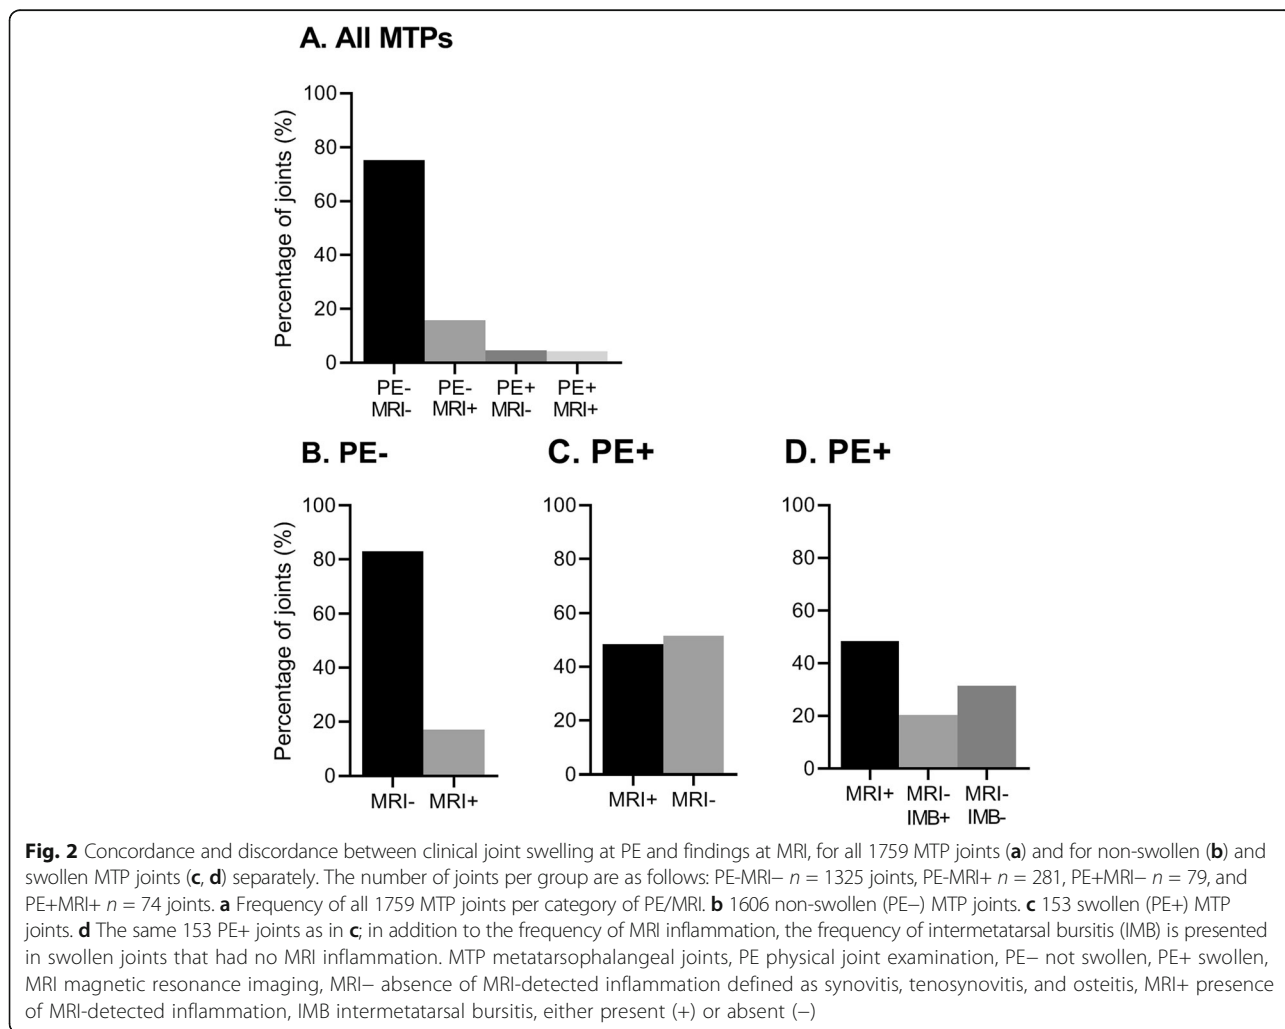 A. All MTPs
Percentage of joints (%)
100
80
60
40
20
0
PE- PE- PE+ PE+
MRI- MRI+ MRI- MRI+
B. PE-
Percentage of joints (%)
100
80
60
40
20
0
MRI- MRI+
C. PE+
100
80
60
40
20
0
MRI+ MRI-
D. PE+
100
80
60
40
20
0
MRI+ MRI- MRI-
IMB+ IMB-
Fig. 2 Concordance and discordance between clinical joint swelling at PE and findings at MRI, for all 1759 MTP joints (a) and for non-swollen (b) and
swollen MTP joints (c, d) separately. The number of joints per group are as follows: PE-MRI− n = 1325 joints, PE-MRI+ n = 281, PE+MRI− n = 79, and
PE+MRI+ n = 74 joints. a Frequency of all 1759 MTP joints per category of PE/MRI. b 1606 non-swollen (PE−) MTP joints. c 153 swollen (PE+) MTP
joints. d The same 153 PE+ joints as in c; in addition to the frequency of MRI inflammation, the frequency of intermetatarsal bursitis (IMB) is presented
in swollen joints that had no MRI inflammation. MTP metatarsophalangeal joints, PE physical joint examination, PE− not swollen, PE+ swollen,
MRI magnetic resonance imaging, MRI− absence of MRI-detected inflammation defined as synovitis, tenosynovitis, and osteitis, MRI+ presence
of MRI-detected inflammation, IMB intermetatarsal bursitis, either present (+) or absent (−)